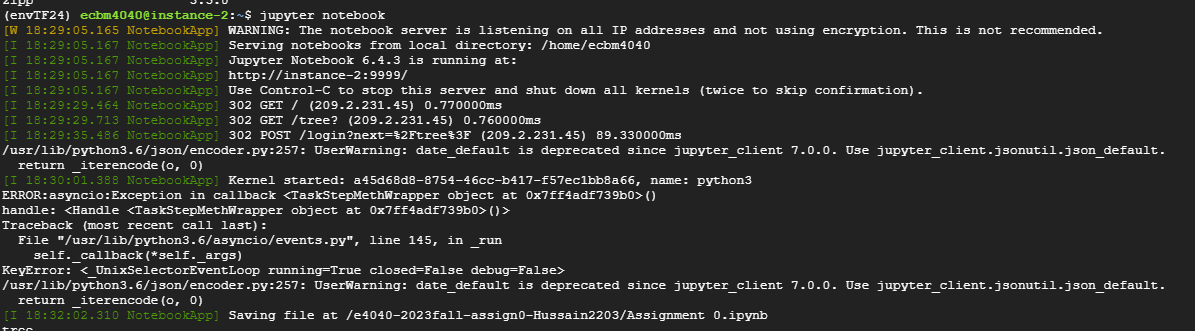 zipp 3.5.0
(envTF24) ecbm4040@instance-2:~$ jupyter notebook
[W 18:29:05.165 NotebookApp] WARNING: The notebook server is listening on all IP addresses and not using encryption. This is not recommended.
[I 18:29:05.167 NotebookApp] Serving notebooks from local directory: /home/ecbm4040
[I 18:29:05.167 NotebookApp] Jupyter Notebook 6.4.3 is running at:
[I 18:29:05.167 NotebookApp] http://instance-2:9999/
[I 18:29:05.167 NotebookApp] Use Control-C to stop this server and shut down all kernels (twice to skip confirmation).
[I 18:29:29.464 NotebookApp] 302 GET / (209.2.231.45) 0.770000ms
[I 18:29:29.713 NotebookApp] 302 GET /tree? (209.2.231.45) 0.760000ms
[I 18:29:35.486 NotebookApp] 302 POST /login?next=%2Ftree%3F (209.2.231.45) 89.330000ms
/usr/lib/python3.6/json/encoder.py:257: UserWarning: date_default is deprecated since jupyter_client 7.0.0. Use jupyter_client.jsonutil.json_default.
  return _iterencode(o, 0)
[I 18:30:01.388 NotebookApp] Kernel started: a45d68d8-8754-46cc-b417-f57ec1bb8a66, name: python3
ERROR:asyncio:Exception in callback <TaskStepMethWrapper object at 0x7ff4adf739b0>()
handle: <Handle <TaskStepMethWrapper object at 0x7ff4adf739b0>()>
Traceback (most recent call last):
  File "/usr/lib/python3.6/asyncio/events.py", line 145, in _run
    self._callback(*self._args)
KeyError: <_UnixSelectorEventLoop running=True closed=False debug=False>
/usr/lib/python3.6/json/encoder.py:257: UserWarning: date_default is deprecated since jupyter_client 7.0.0. Use jupyter_client.jsonutil.json_default.
  return _iterencode(o, 0)
[I 18:32:02.310 NotebookApp] Saving file at /e4040-2023fall-assign0-Hussain2203/Assignment 0.ipynb
tree